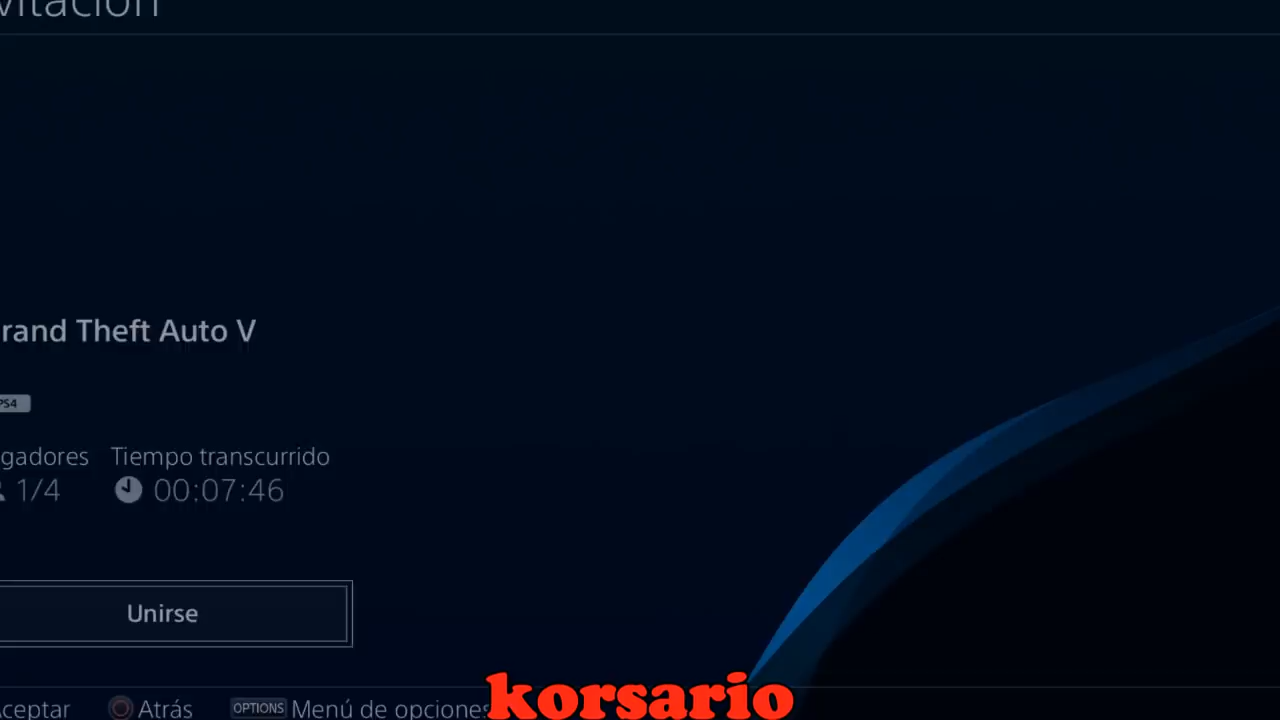 vitación
rand Theft Auto V
PS4
gadores Tiempo transcurrido
1/4 00:07:46
Unirse
Aceptar Atrás OPTIONS Menú de opciones
korsario